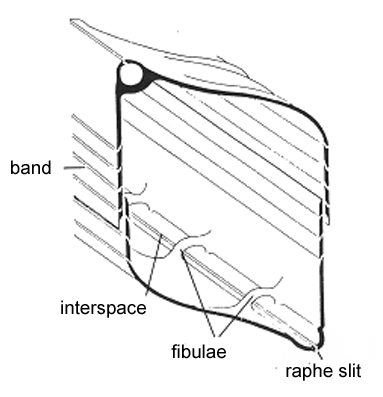 band
interspace
fibulae
raphe slit